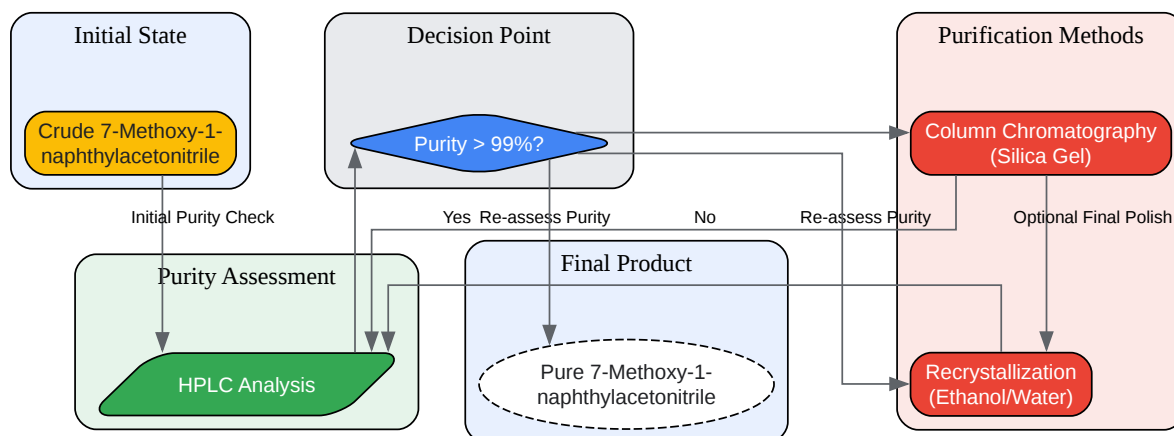 Initial State
Decision Point
Purification Methods
Crude 7-Methoxy-1-
naphthylacetonitrile
Purity > 99%?
Column Chromatography
(Silica Gel)
Initial Purity Check
Yes
Re-assess Purity
No
Re-assess Purity
Optional Final Polish
Purity Assessment
Final Product
HPLC Analysis
Pure 7-Methoxy-1-
naphthylacetonitrile
Recrystallization
(Ethanol/Water)